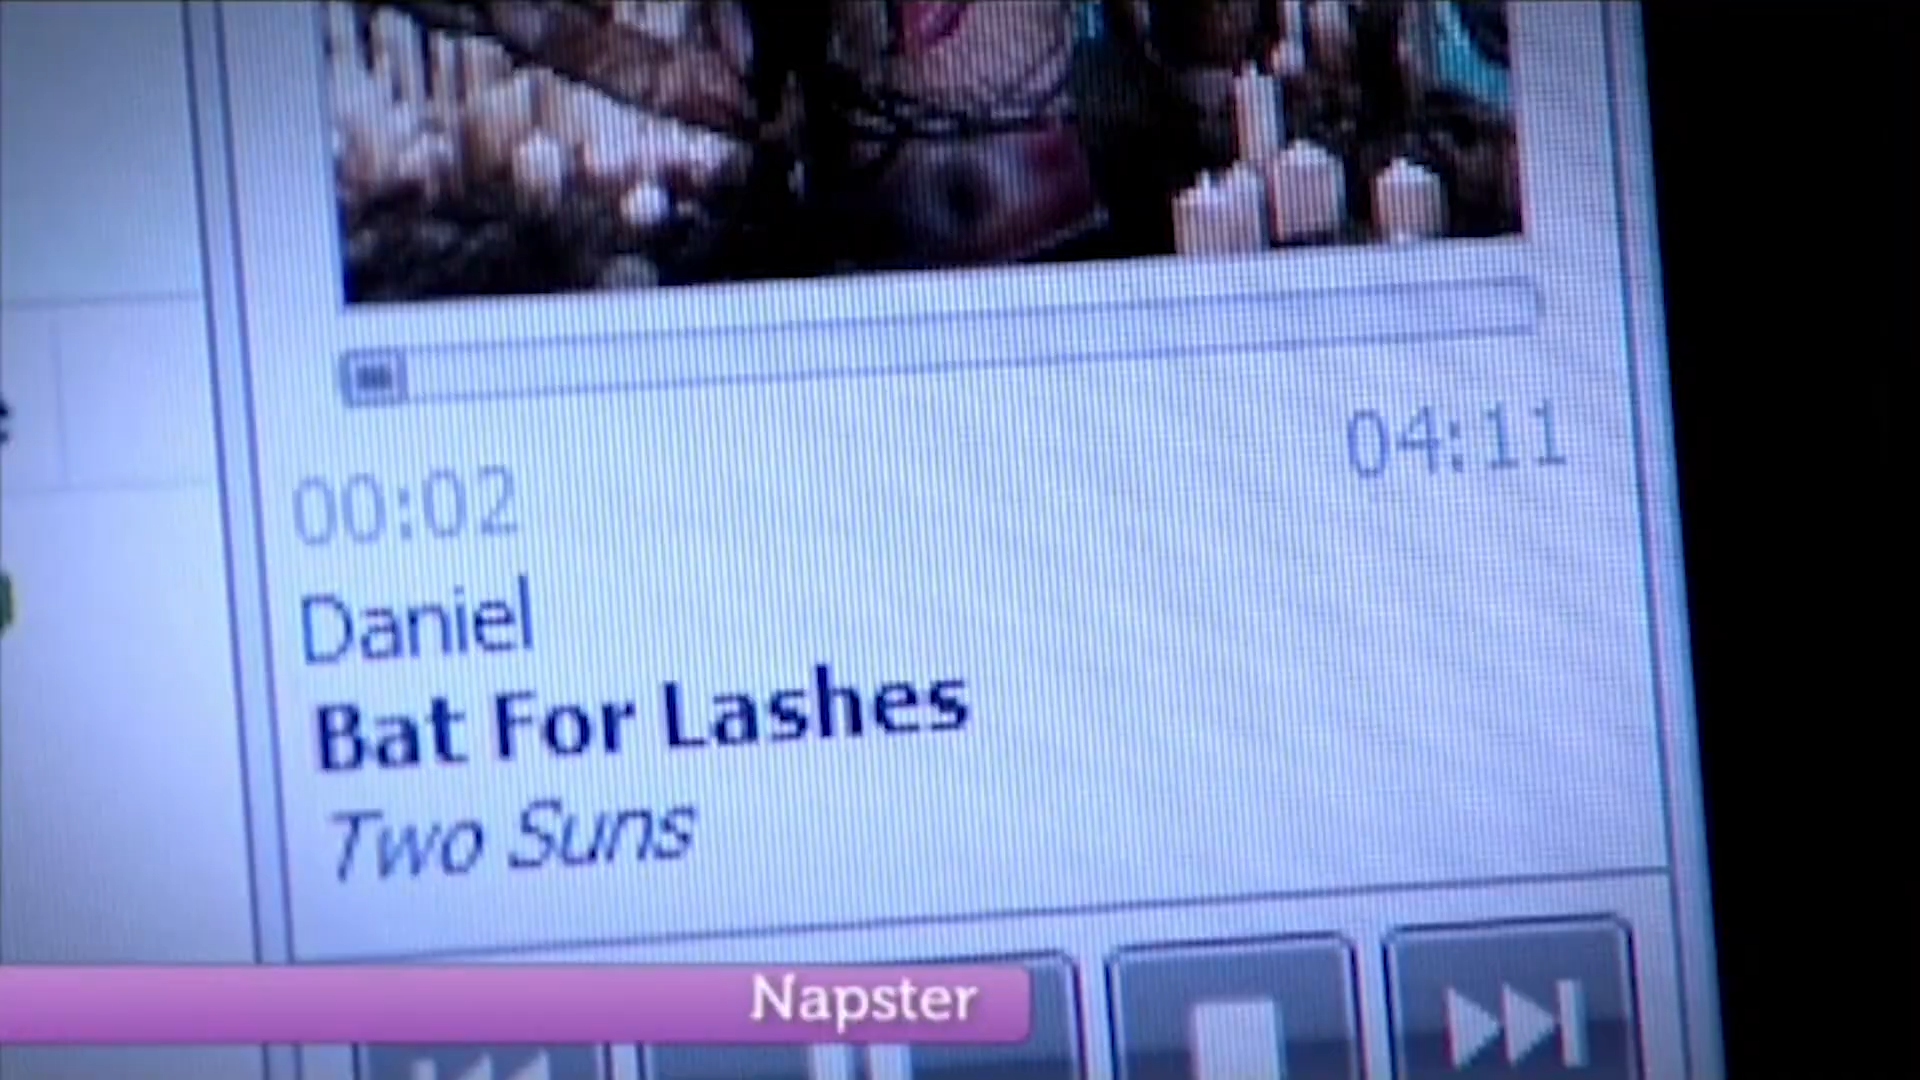 04:11
00:02
Daniel
Bat For Lashes
Two Suns
Napster